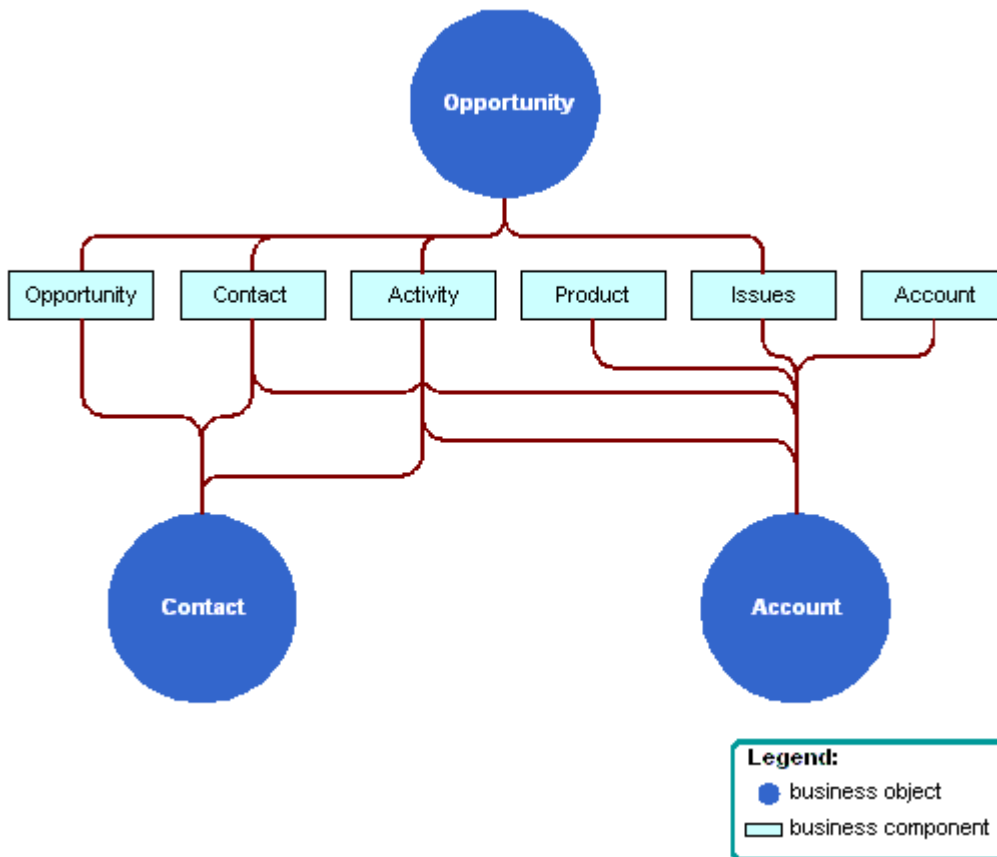 Opportunity
Opportunity
Contact
Activity
Product
Issues
Account
Contact
Account
Legend:
business object
business component